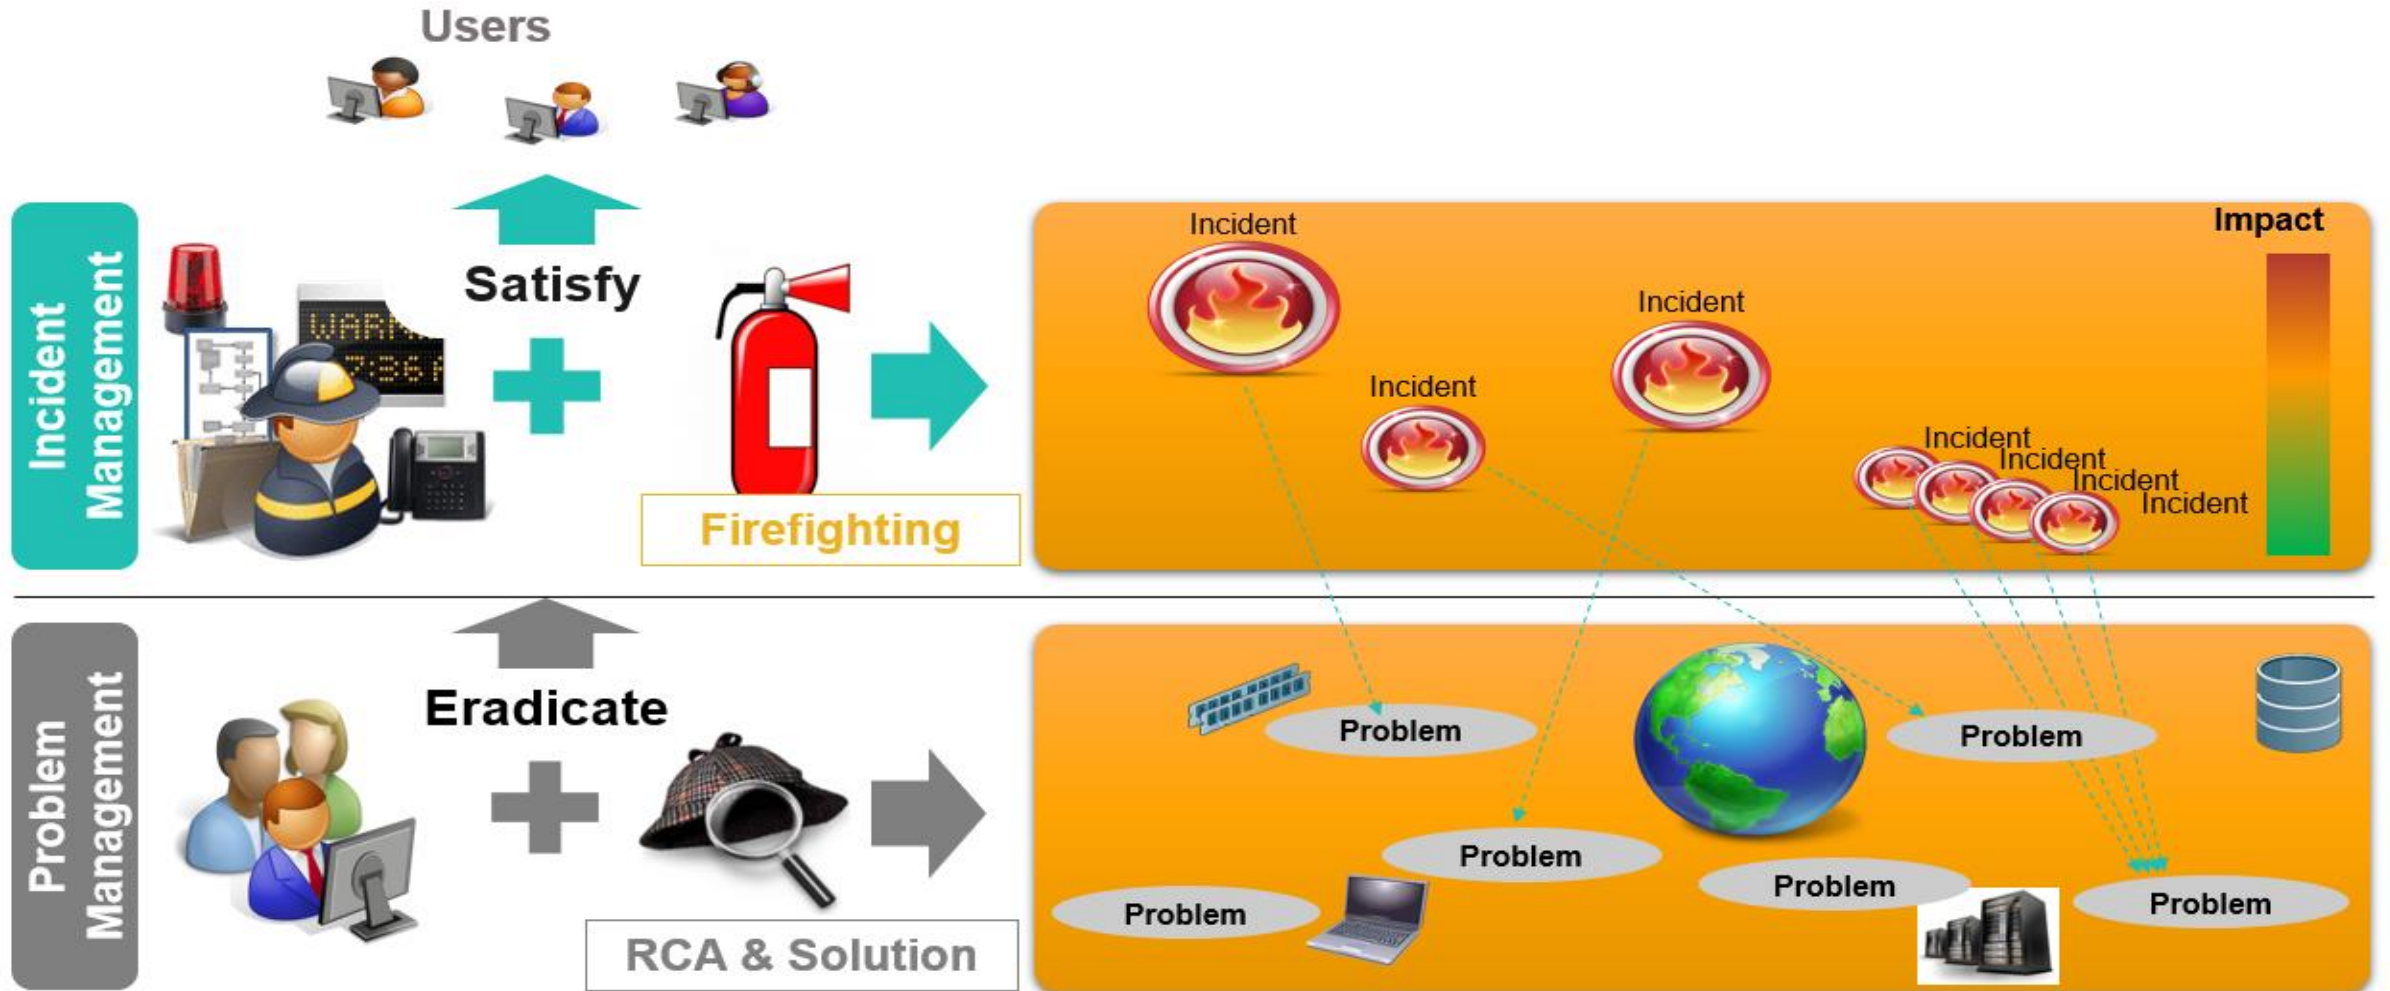 Users
Incident
Management
Satisfy
Firefighting
Incident
Incident
Incident
Incident
Incident
Incident
Incident
Impact
Problem
Management
Eradicate
RCA & Solution
Problem
Problem
Problem
Problem
Problem
Problem